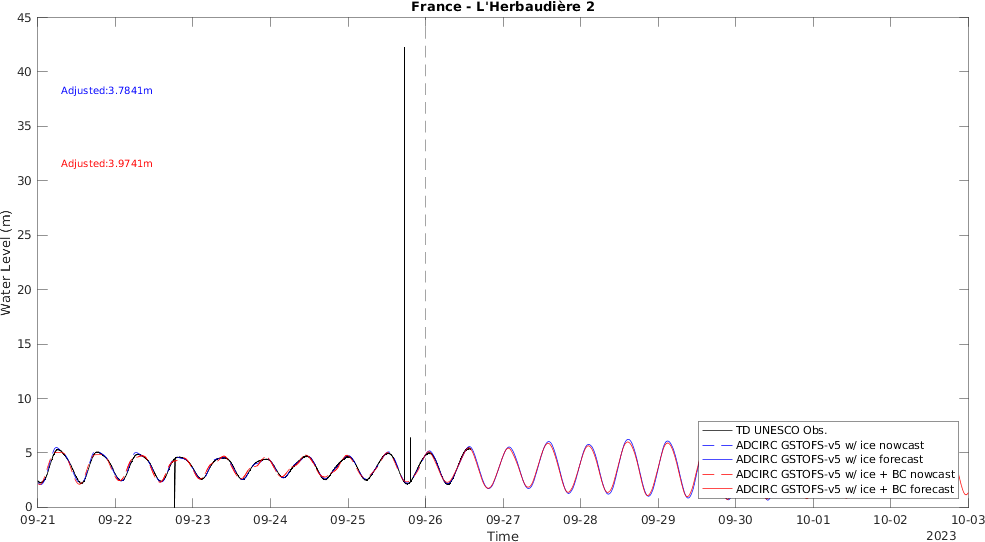 France - L'Herbaudière 2
45
40
35
30
25
20
15
10
5
0
Water Level (m)
Adjusted:3.7841m
Adjusted:3.9741m
TD UNESCO Obs.
ADCIRC GSTOFS-v5 w/ ice nowcast
ADCIRC GSTOFS-v5 w/ ice forecast
ADCIRC GSTOFS-v5 w/ ice + BC nowcast
ADCIRC GSTOFS-v5 w/ ice + BC forecast
09-21 09-22 09-23 09-24 09-25 09-26 09-27 09-28 09-29 09-30 10-01 10-02 10-03
Time
2023